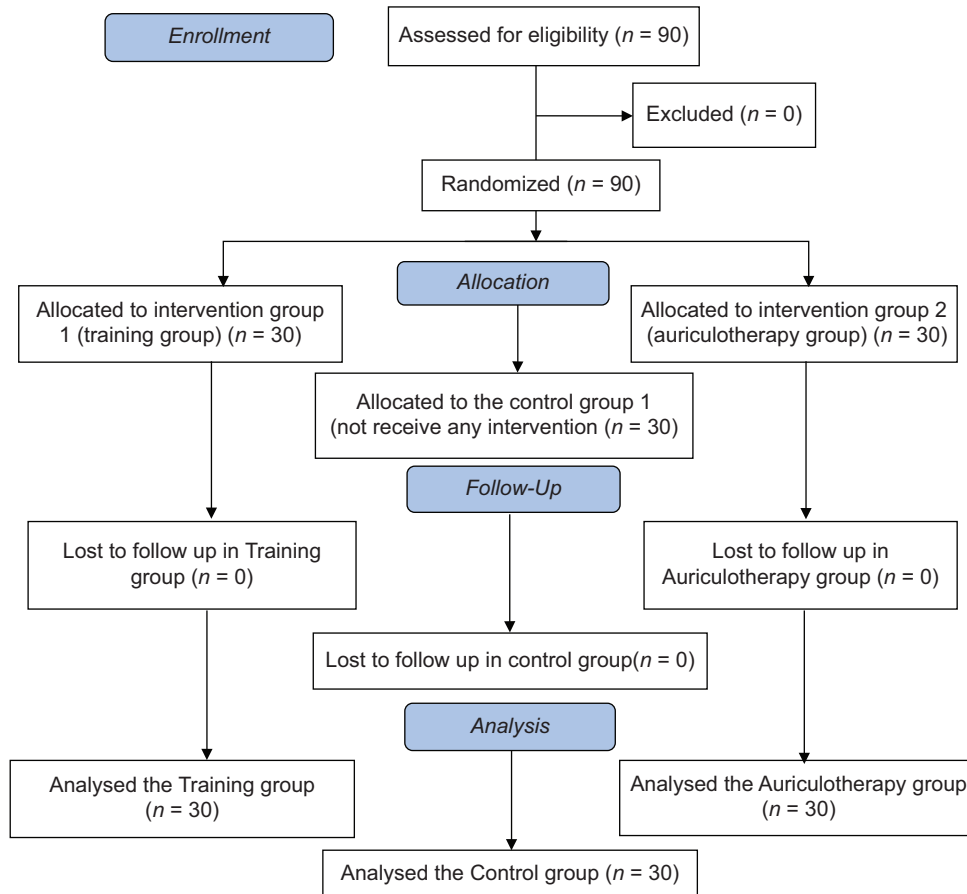 Enrollment
Assessed for eligibility (n = 90)
Excluded (n = 0)
Randomized (n = 90)
Allocation
Allocated to intervention group
1 (training group) (n = 30)
Allocated to intervention group 2
(auriculotherapy group) (n = 30)
Allocated to the control group 1
(not receive any intervention (n = 30)
Follow-Up
Lost to follow up in Training
group (n = 0)
Lost to follow up in
Auriculotherapy group (n = 0)
Lost to follow up in control group(n = 0)
Analysis
Analysed the Training group
(n = 30)
Analysed the Auriculotherapy group
(n = 30)
Analysed the Control group (n = 30)